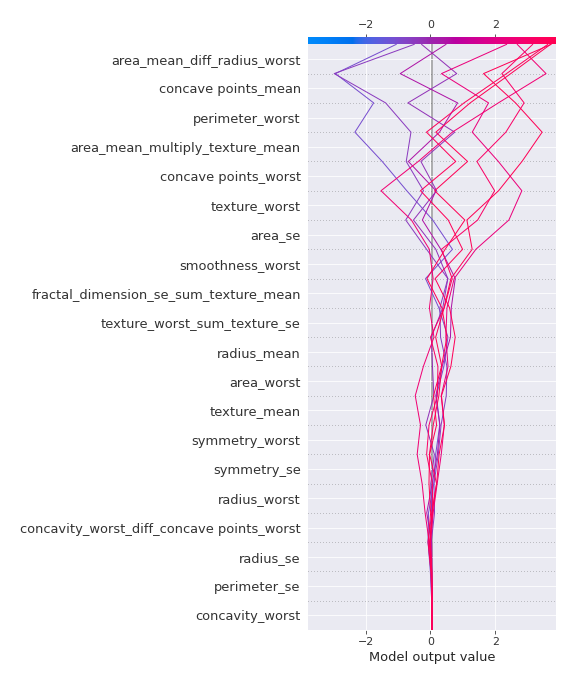 −2 0 2
area_mean_diff_radius_worst
concave points_mean
perimeter_worst
area_mean_multiply_texture_mean
concave points_worst
texture_worst
area_se
smoothness_worst
fractal_dimension_se_sum_texture_mean
texture_worst_sum_texture_se
radius_mean
area_worst
texture_mean
symmetry_worst
symmetry_se
radius_worst
concavity_worst_diff_concave points_worst
radius_se
perimeter_se
concavity_worst
−2 0 2
Model output value